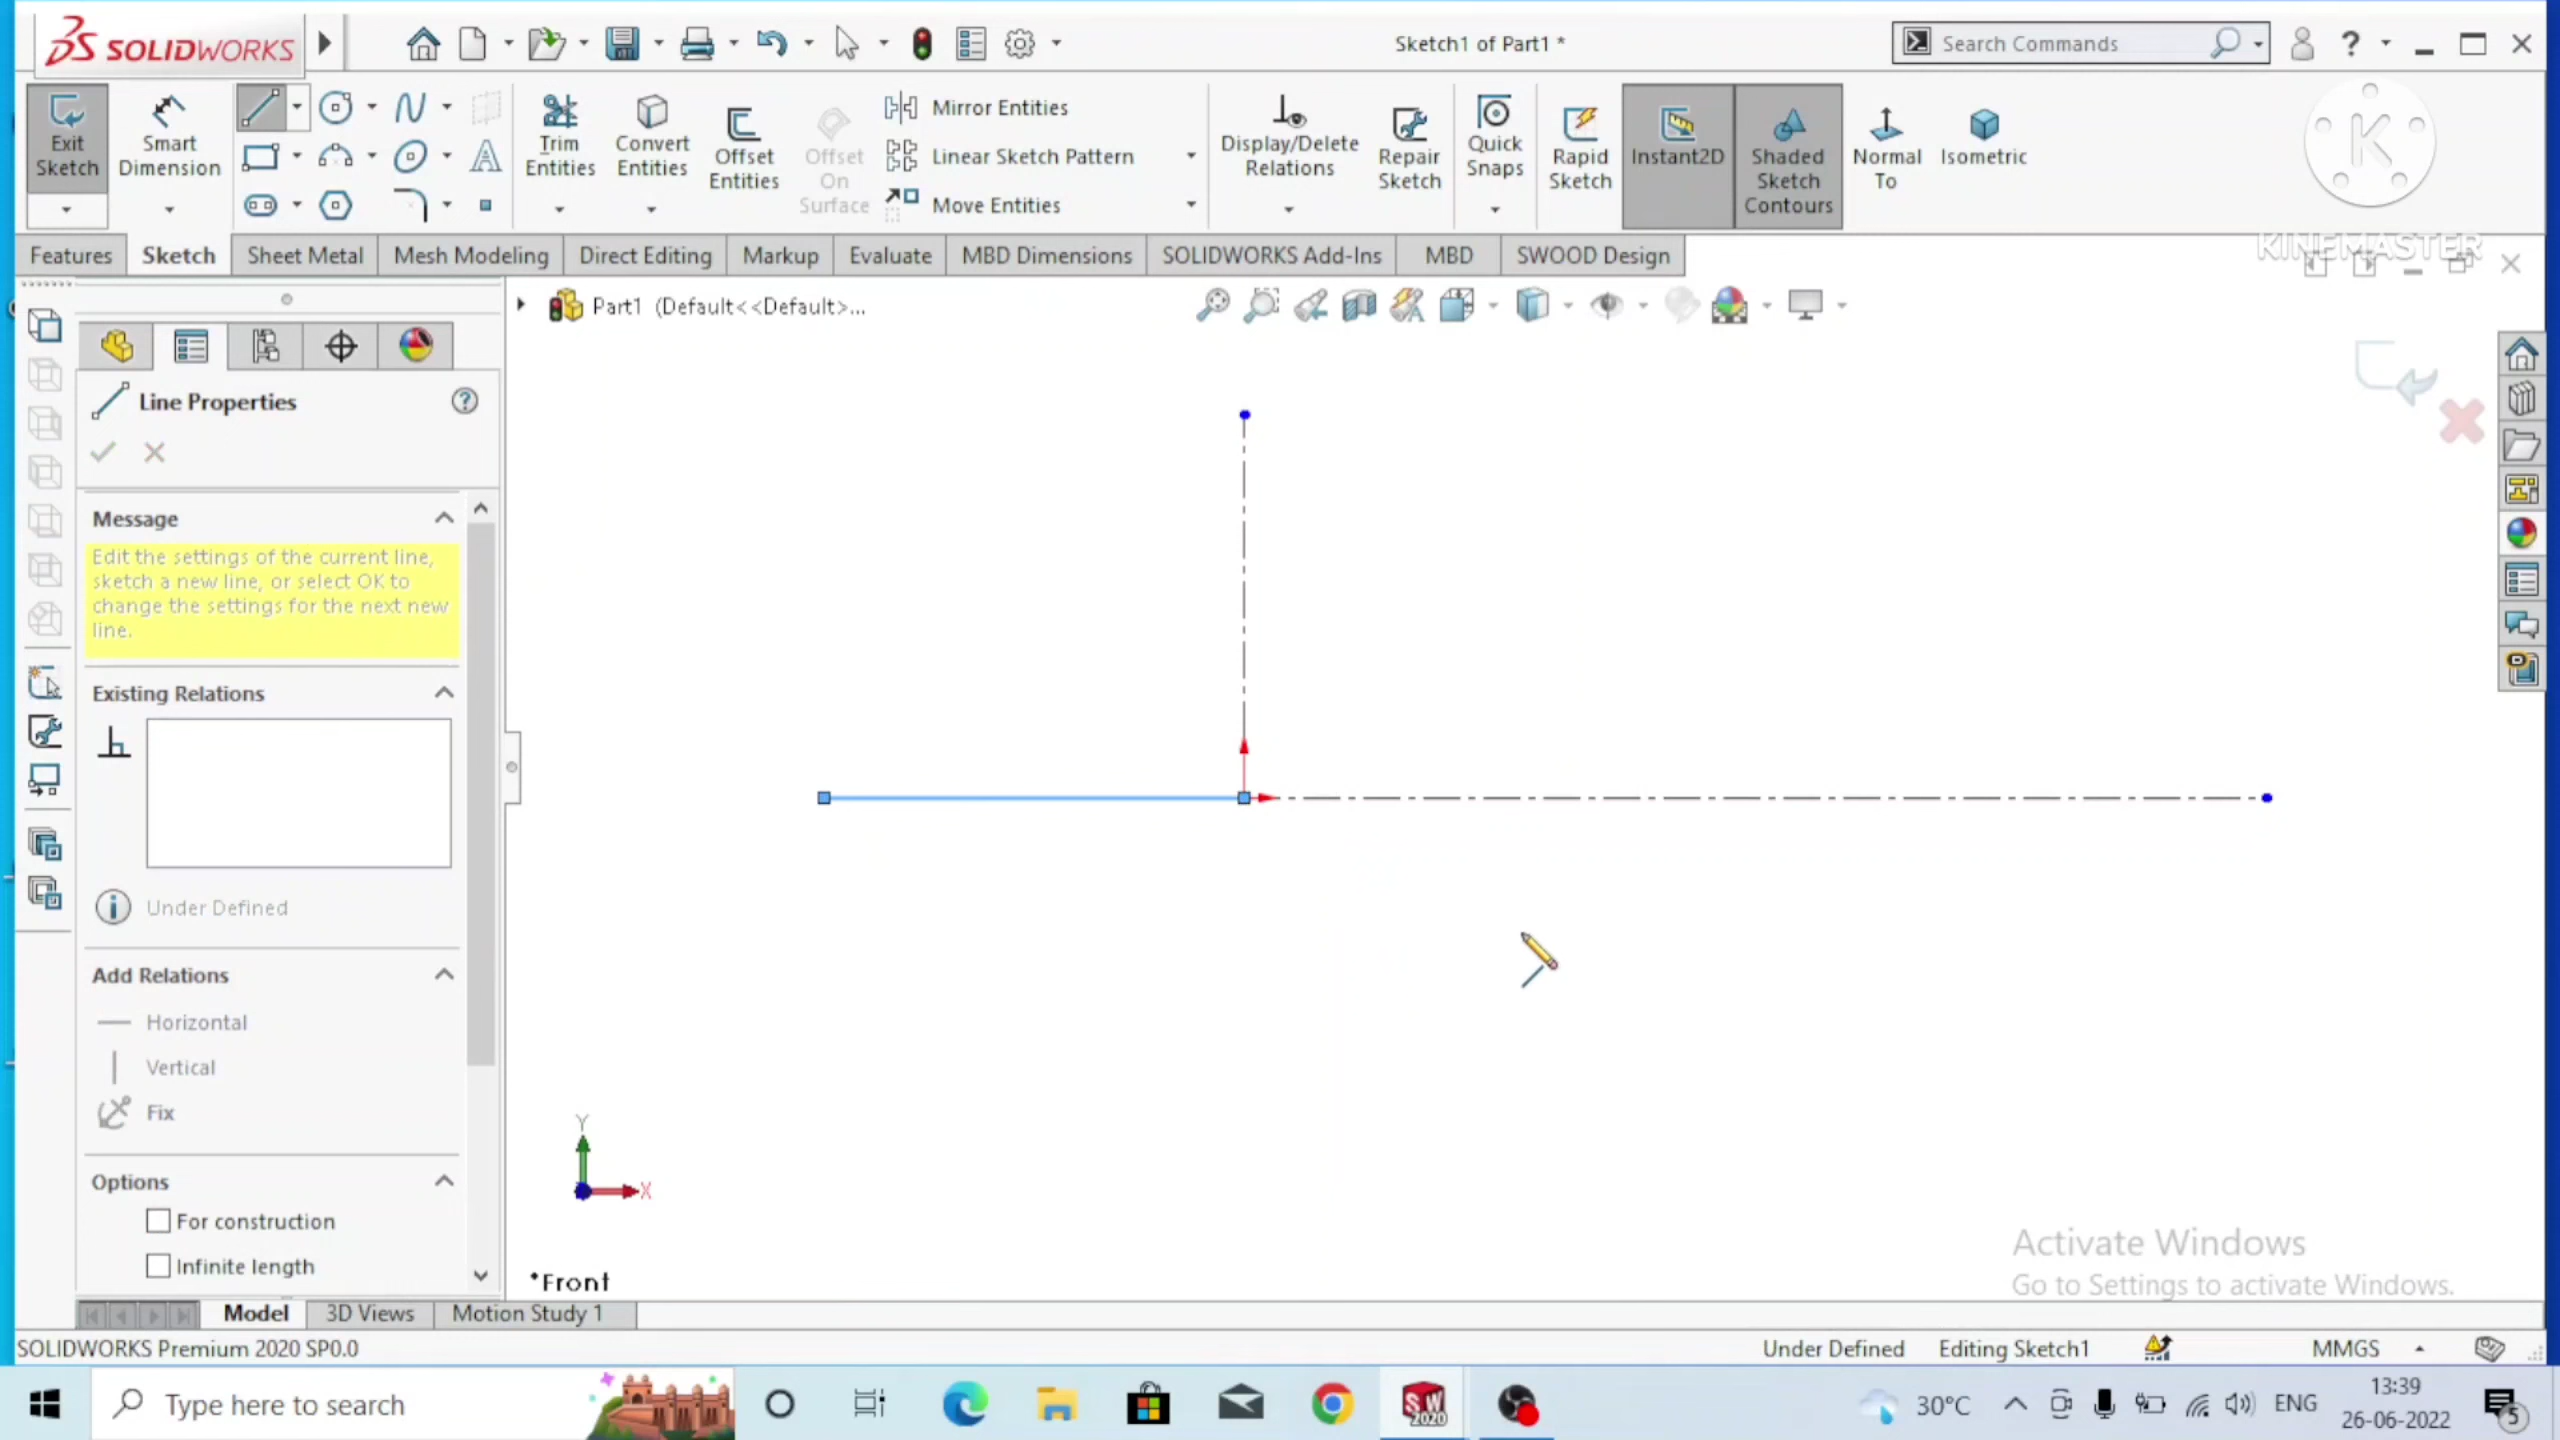 SOLIDWORKS
Sketch1 of Part1 *
Search Commands
Exit Sketch
Smart Dimension
Trim Entities
Convert Entities
Offset Entities
Offset On Surface
Mirror Entities
Linear Sketch Pattern
Move Entities
Display/Delete Relations
Repair Sketch
Quick Snaps
Rapid Sketch
Instant2D
Shaded Sketch Contours
Normal To
Isometric
K
KINEMASTER
Features
Sketch
Sheet Metal
Mesh Modeling
Direct Editing
Markup
Evaluate
MBD Dimensions
SOLIDWORKS Add-Ins
MBD
SWOOD Design
Part1 (Default<<Default>...
Line Properties
Message
Edit the settings of the current line,
sketch a new line, or select OK to
change the settings for the next new
line.
Existing Relations
Under Defined
Add Relations
Horizontal
Vertical
Fix
Options
For construction
Infinite length
Y
X
*Front
Activate Windows
Go to Settings to activate Windows.
Model
3D Views
Motion Study 1
SOLIDWORKS Premium 2020 SP0.0
Under Defined
Editing Sketch1
MMGS
Type here to search
SW
2020
30°C
ENG
13:39
26-06-2022
5